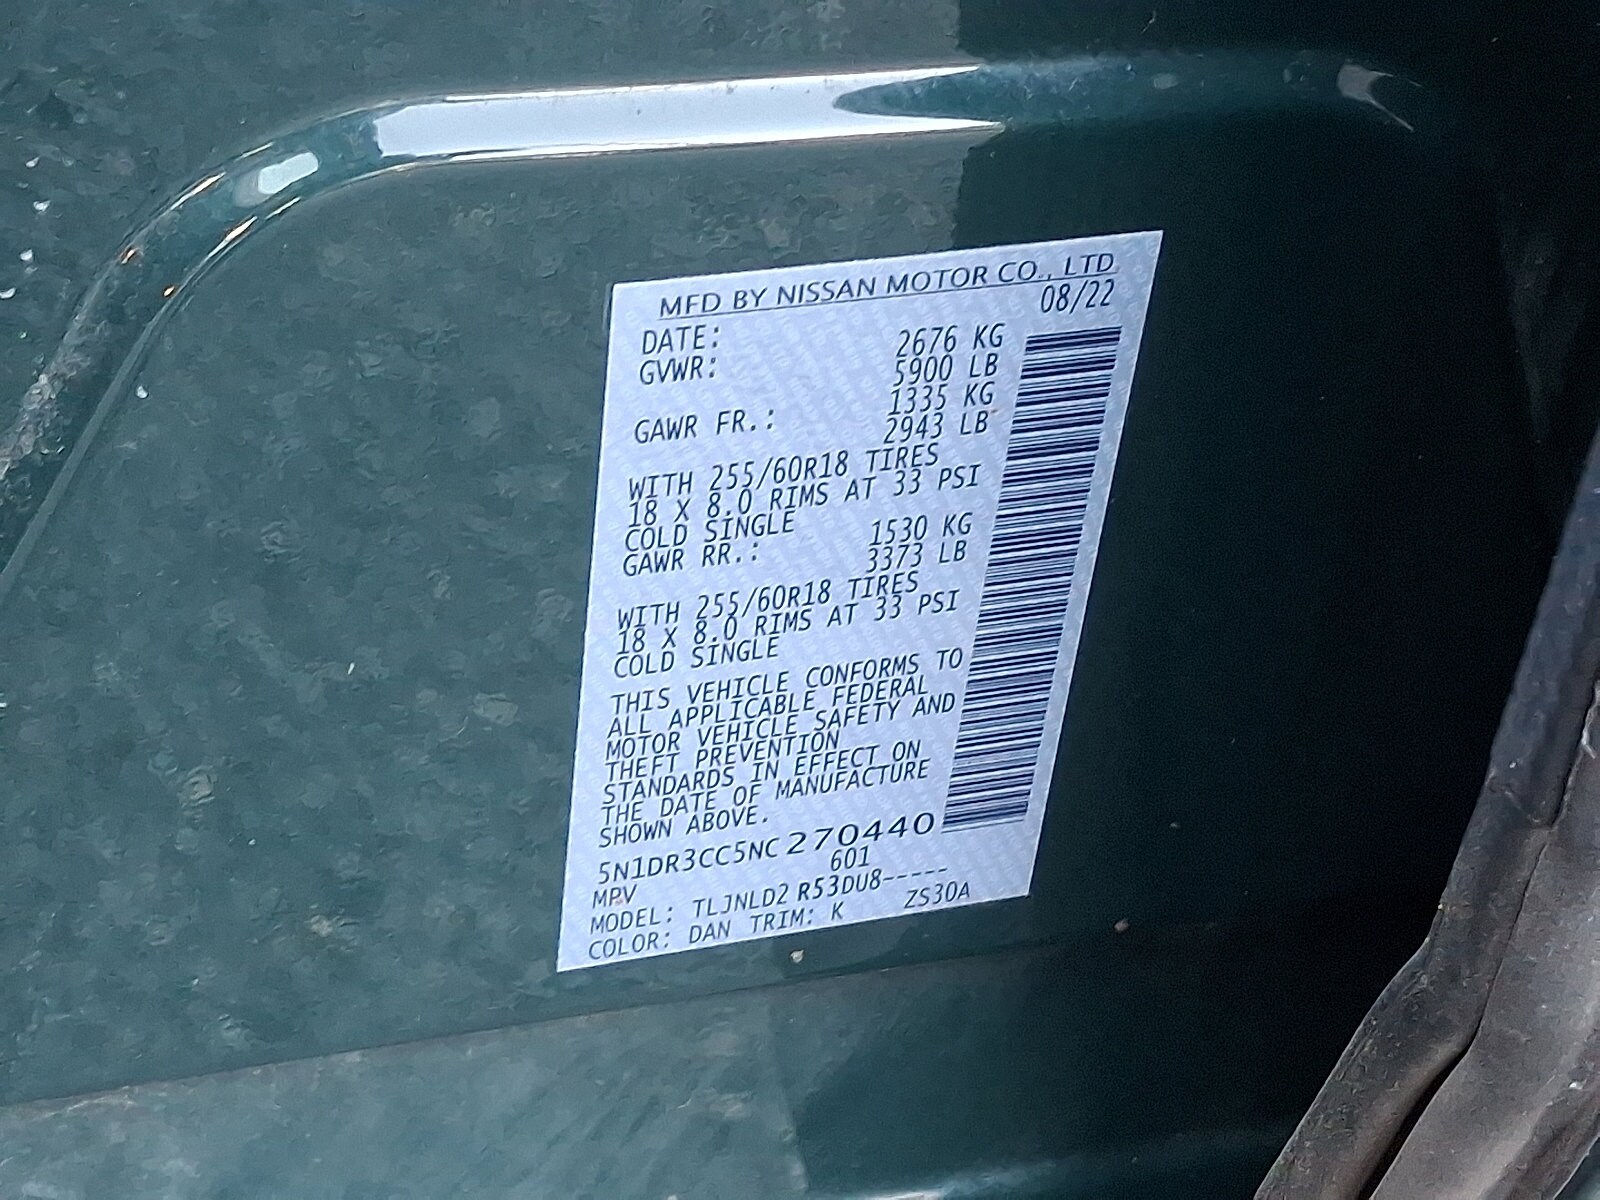 MFD BY NISSAN MOTOR CO., LTD
DATE: 08/22
GVWR: 2676 KG
5900 LB
GAWR FR.: 1335 KG
2943 LB
WITH 255/60R18 TIRES
18 X 8.0 RIMS AT 33 PSI
COLD SINGLE
GAWR RR.: 1530 KG
3373 LB
WITH 255/60R18 TIRES
18 X 8.0 RIMS AT 33 PSI
COLD SINGLE
THIS VEHICLE CONFORMS TO
ALL APPLICABLE FEDERAL
MOTOR VEHICLE SAFETY AND
THEFT PREVENTION
STANDARDS IN EFFECT ON
THE DATE OF MANUFACTURE
SHOWN ABOVE.
5N1DR3CC5NC270440
MPV 601
MODEL: TLJNLD2 R53DU8-----
COLOR: DAN TRIM: K ZS30A